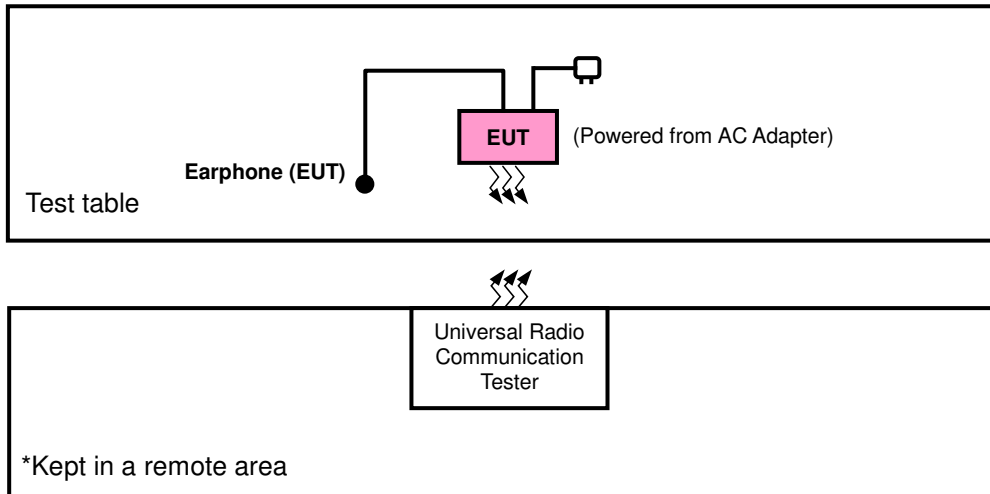 EUT
(Powered from AC Adapter)
Earphone (EUT)
Test table
Universal Radio
Communication
Tester
*Kept in a remote area